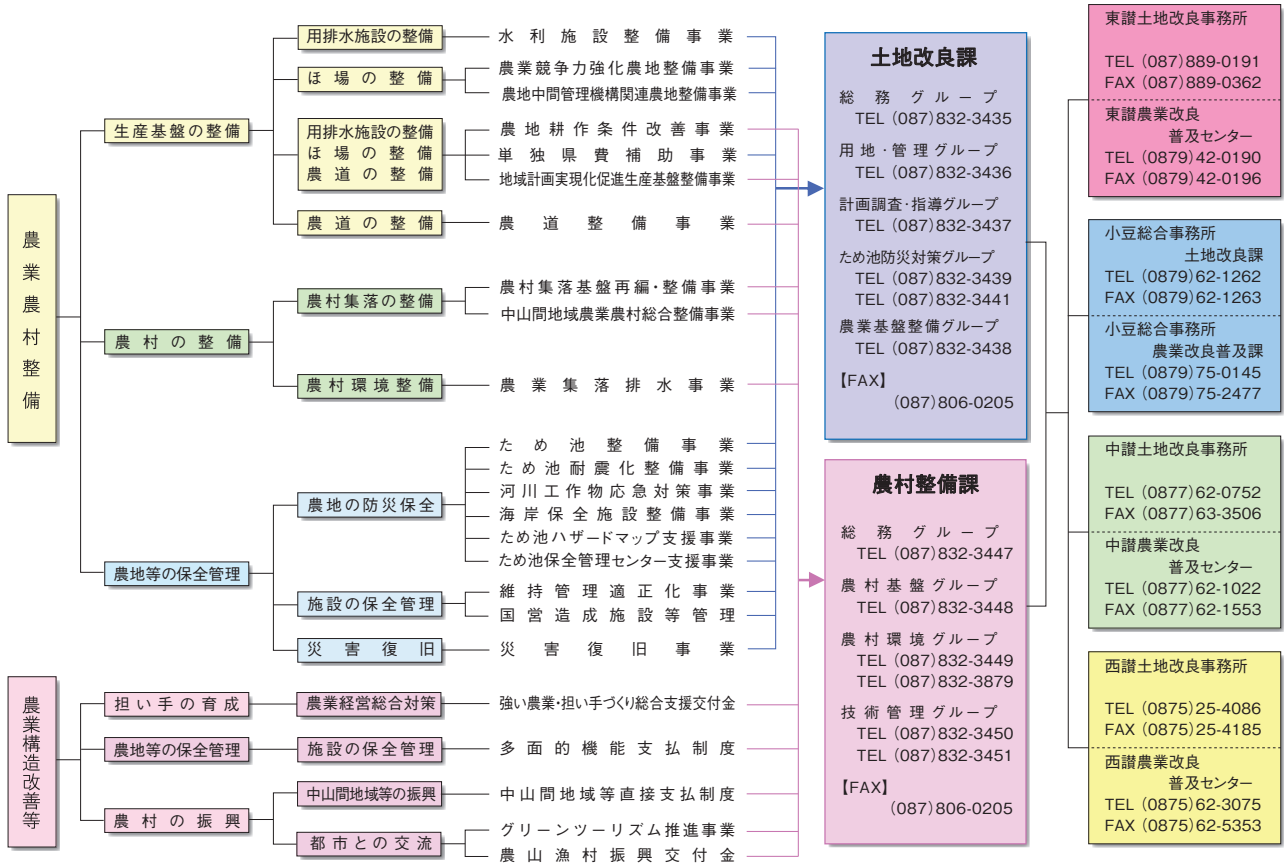 農業農村整備
生産基盤の整備
用排水施設の整備
水利施設整備事業
ほ場の整備
農業競争力強化農地整備事業
農地中間管理機構関連農地整備事業
用排水施設の整備
ほ場の整備
農道の整備
農地耕作条件改善事業
単独県費補助事業
地域計画実現化促進生産基盤整備事業
農道の整備
農道整備事業
農村の整備
農村集落の整備
農村集落基盤再編・整備事業
中山間地域農業農村総合整備事業
農村環境整備
農業集落排水事業
農地等の保全管理
農地の防災保全
ため池整備事業
ため池耐震化整備事業
河川工作物応急対策事業
海岸保全施設整備事業
ため池ハザードマップ支援事業
ため池保全管理センター支援事業
施設の保全管理
維持管理適正化事業
国営造成施設等管理
災害復旧
災害復旧事業
農業構造改善等
担い手の育成
農業経営総合対策
強い農業・担い手づくり総合支援交付金
農地等の保全管理
施設の保全管理
多面的機能支払制度
農村の振興
中山間地域等の振興
中山間地域等直接支払制度
都市との交流
グリーンツーリズム推進事業
農山漁村振興交付金
土地改良課
総務グループ
TEL (087)832-3435
用地・管理グループ
TEL (087)832-3436
計画調査・指導グループ
TEL (087)832-3437
ため池防災対策グループ
TEL (087)832-3439
TEL (087)832-3441
農業基盤整備グループ
TEL (087)832-3438
【FAX】
(087)806-0205
農村整備課
総務グループ
TEL (087)832-3447
農村基盤グループ
TEL (087)832-3448
農村環境グループ
TEL (087)832-3449
TEL (087)832-3879
技術管理グループ
TEL (087)832-3450
TEL (087)832-3451
【FAX】
(087)806-0205
東讃土地改良事務所
TEL (087)889-0191
FAX (087)889-0362
東讃農業改良
普及センター
TEL (0879)42-0190
FAX (0879)42-0196
小豆総合事務所
土地改良課
TEL (0879)62-1262
FAX (0879)62-1263
小豆総合事務所
農業改良普及課
TEL (0879)75-0145
FAX (0879)75-2477
中讃土地改良事務所
TEL (0877)62-0752
FAX (0877)63-3506
中讃農業改良
普及センター
TEL (0877)62-1022
FAX (0877)62-1553
西讃土地改良事務所
TEL (0875)25-4086
FAX (0875)25-4185
西讃農業改良
普及センター
TEL (0875)62-3075
FAX (0875)62-5353